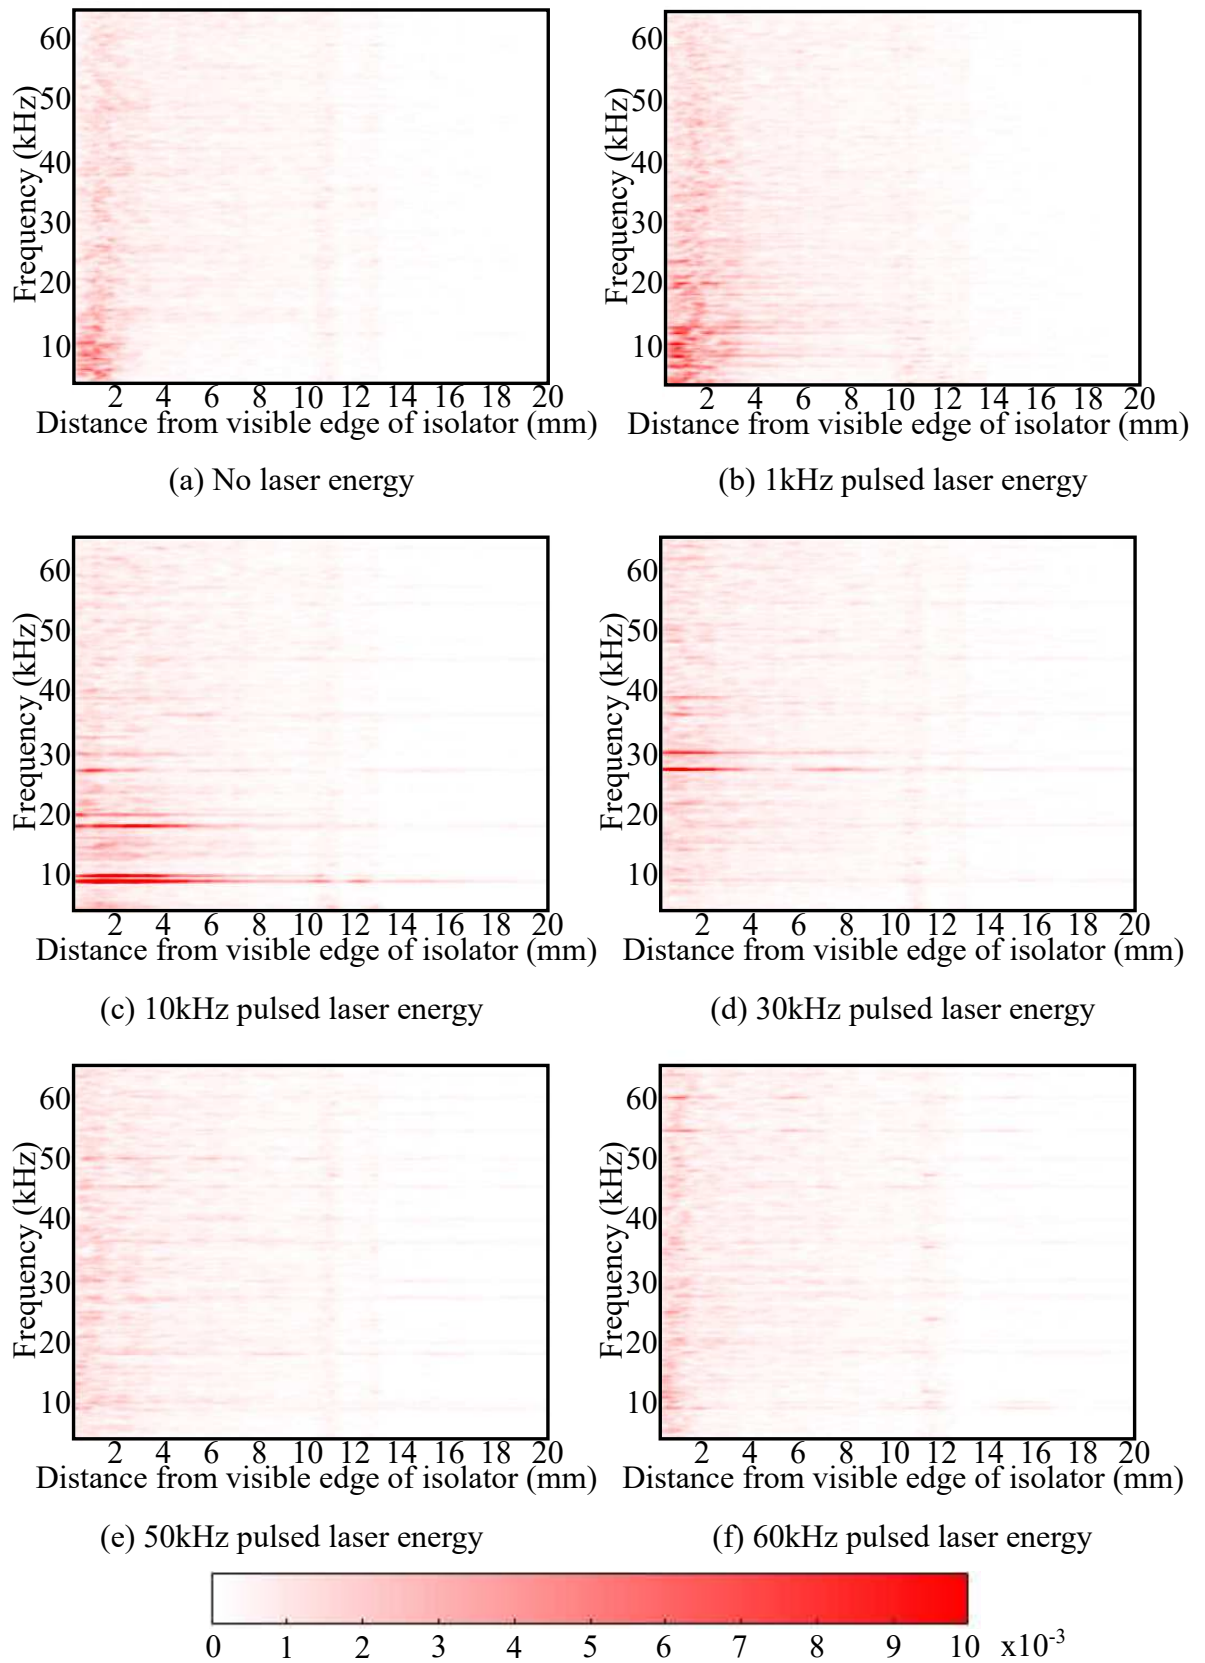 60
50
40
30
20
10
Frequency (kHz)
2 4 6 8 10 12 14 16 18 20
Distance from visible edge of isolator (mm)
(a) No laser energy
60
50
40
30
20
10
Frequency (kHz)
2 4 6 8 10 12 14 16 18 20
Distance from visible edge of isolator (mm)
(b) 1kHz pulsed laser energy
60
50
40
30
20
10
Frequency (kHz)
2 4 6 8 10 12 14 16 18 20
Distance from visible edge of isolator (mm)
(c) 10kHz pulsed laser energy
60
50
40
30
20
10
Frequency (kHz)
2 4 6 8 10 12 14 16 18 20
Distance from visible edge of isolator (mm)
(d) 30kHz pulsed laser energy
60
50
40
30
20
10
Frequency (kHz)
2 4 6 8 10 12 14 16 18 20
Distance from visible edge of isolator (mm)
(e) 50kHz pulsed laser energy
60
50
40
30
20
10
Frequency (kHz)
2 4 6 8 10 12 14 16 18 20
Distance from visible edge of isolator (mm)
(f) 60kHz pulsed laser energy
0 1 2 3 4 5 6 7 8 9 10 x10⁻³